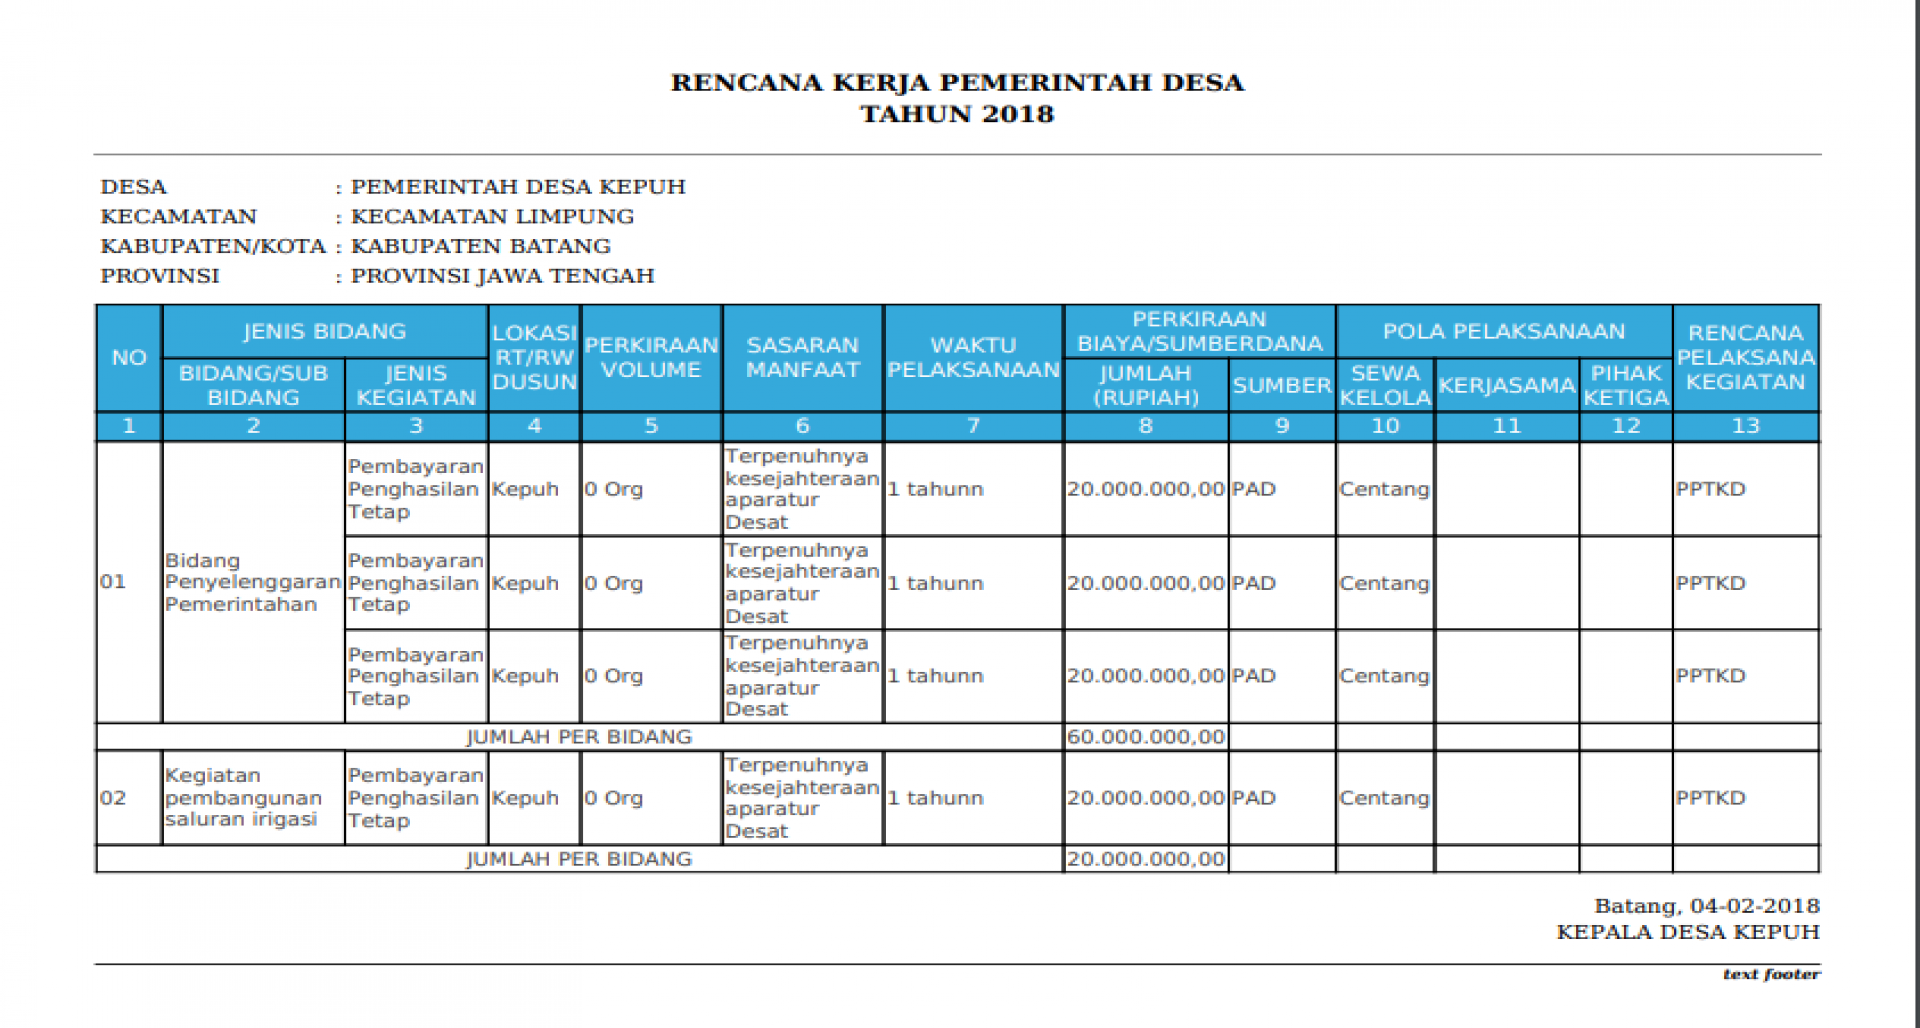 RENCANA KERJA PEMERINTAH DESA
TAHUN 2018
DESA : PEMERINTAH DESA KEPUH
KECAMATAN : KECAMATAN LIMPUNG
KABUPATEN/KOTA : KABUPATEN BATANG
PROVINSI : PROVINSI JAWA TENGAH
NO
JENIS BIDANG
BIDANG/SUB
BIDANG
JENIS
KEGIATAN
LOKASI
RT/RW
DUSUN
PERKIRAAN
VOLUME
SASARAN
MANFAAT
WAKTU
PELAKSANAAN
PERKIRAAN
BIAYA/SUMBERDANA
JUMLAH
(RUPIAH)
SUMBER
POLA PELAKSANAAN
SEWA
KELOLA
KERJASAMA
PIHAK
KETIGA
RENCANA
PELAKSANA
KEGIATAN
1 2 3 4 5 6 7 8 9 10 11 12 13
01
Bidang
Penyelenggaran
Pemerintahan
Pembayaran
Penghasilan
Tetap
Kepuh
0 Org
Terpenuhnya
kesejahteraan
aparatur
Desat
1 tahunn
20.000.000,00
PAD
Centang
PPTKD
Pembayaran
Penghasilan
Tetap
Kepuh
0 Org
Terpenuhnya
kesejahteraan
aparatur
Desat
1 tahunn
20.000.000,00
PAD
Centang
PPTKD
Pembayaran
Penghasilan
Tetap
Kepuh
0 Org
Terpenuhnya
kesejahteraan
aparatur
Desat
1 tahunn
20.000.000,00
PAD
Centang
PPTKD
JUMLAH PER BIDANG 60.000.000,00
02
Kegiatan
pembangunan
saluran irigasi
Pembayaran
Penghasilan
Tetap
Kepuh
0 Org
Terpenuhnya
kesejahteraan
aparatur
Desat
1 tahunn
20.000.000,00
PAD
Centang
PPTKD
JUMLAH PER BIDANG 20.000.000,00
Batang, 04-02-2018
KEPALA DESA KEPUH
text footer